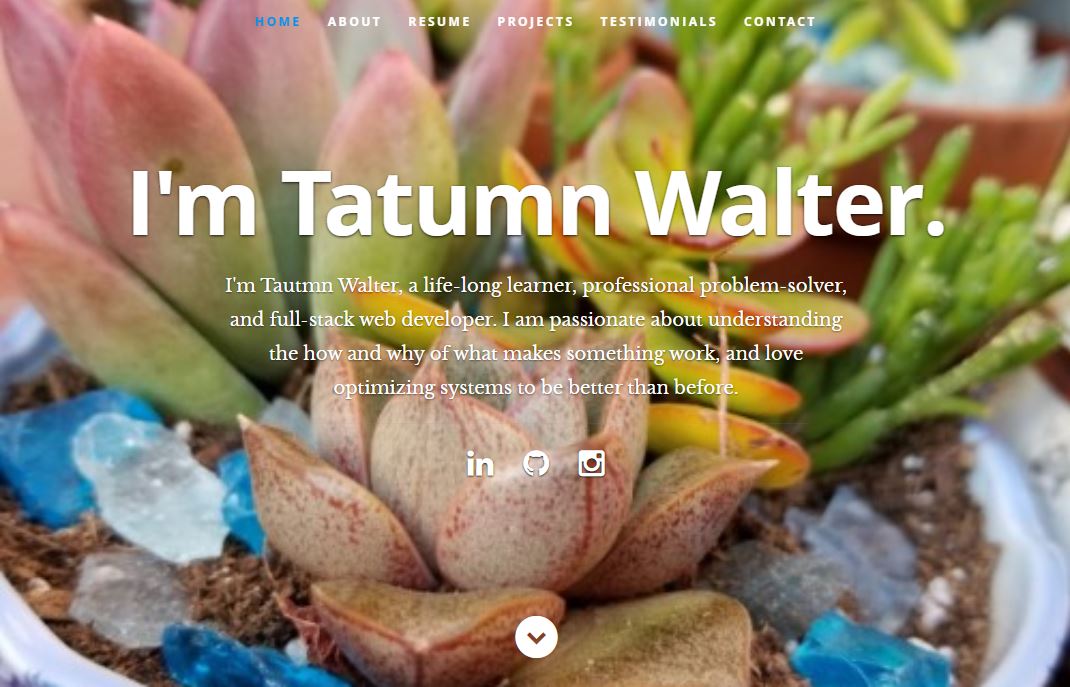 HOME ABOUT RESUME PROJECTS TESTIMONIALS CONTACT
I'm Tatumn Walter.
I'm Tautmn Walter, a life-long learner, professional problem-solver,
and full-stack web developer. I am passionate about understanding
the how and why of what makes something work, and love
optimizing systems to be better than before.